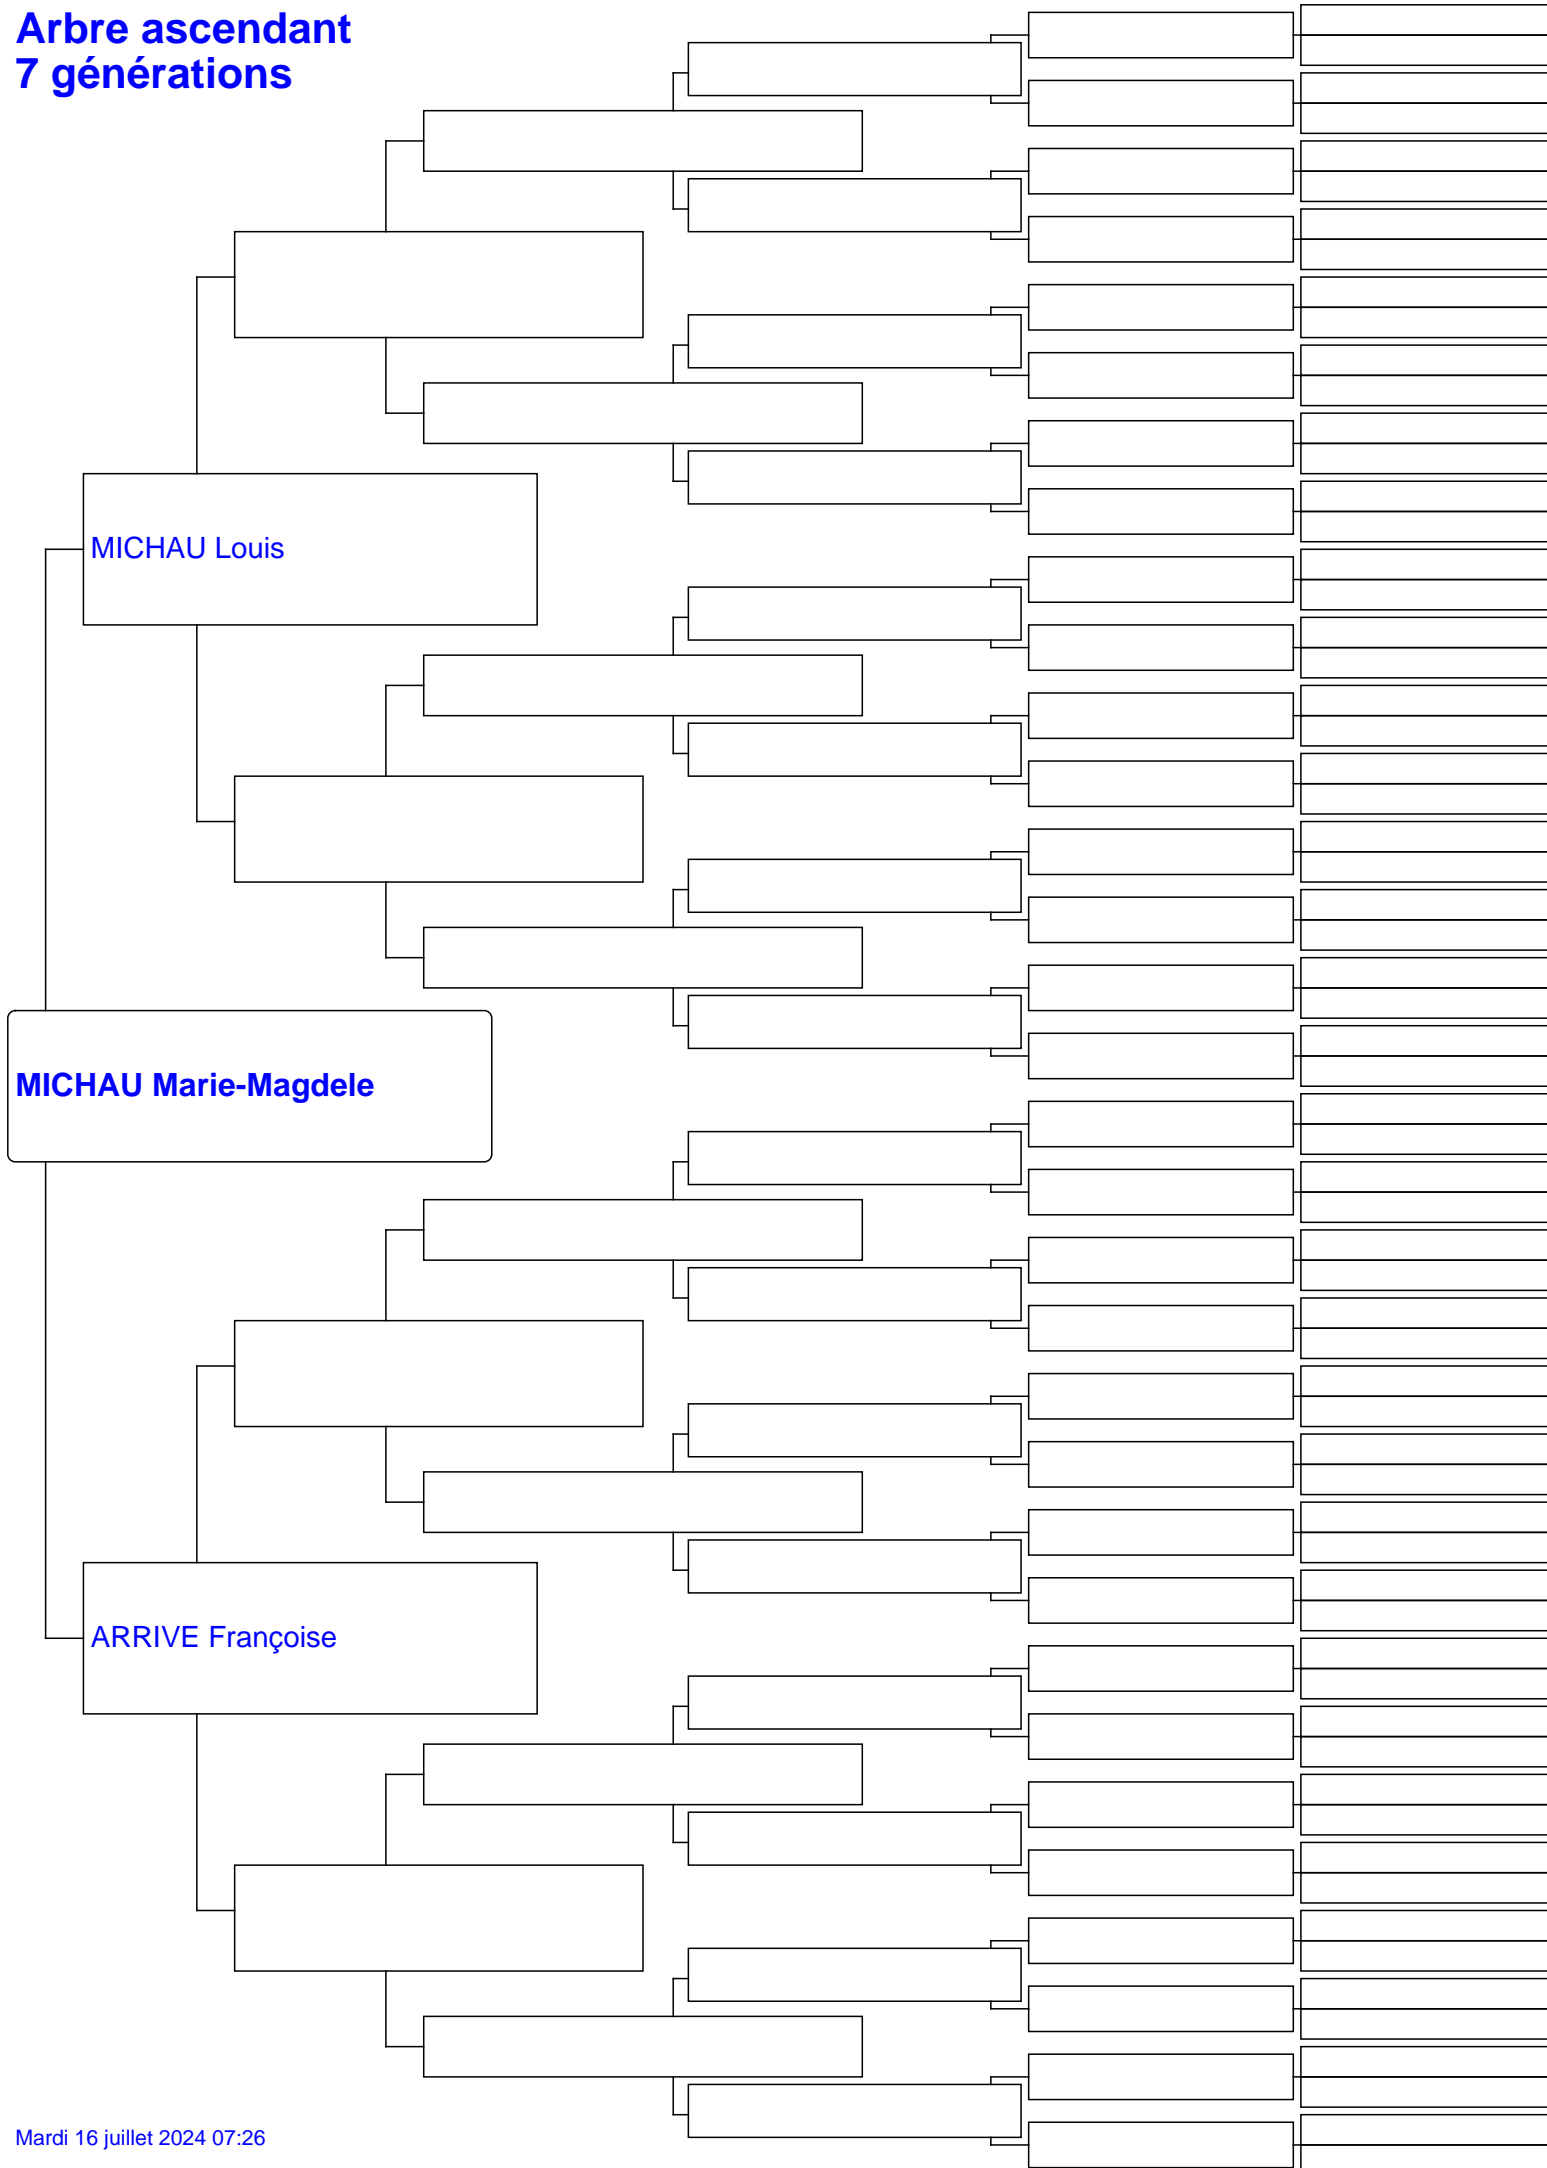 Arbre ascendant
7 générations
MICHAU Louis
MICHAU Marie-Magdele
ARRIVE Françoise
Mardi 16 juillet 2024 07:26